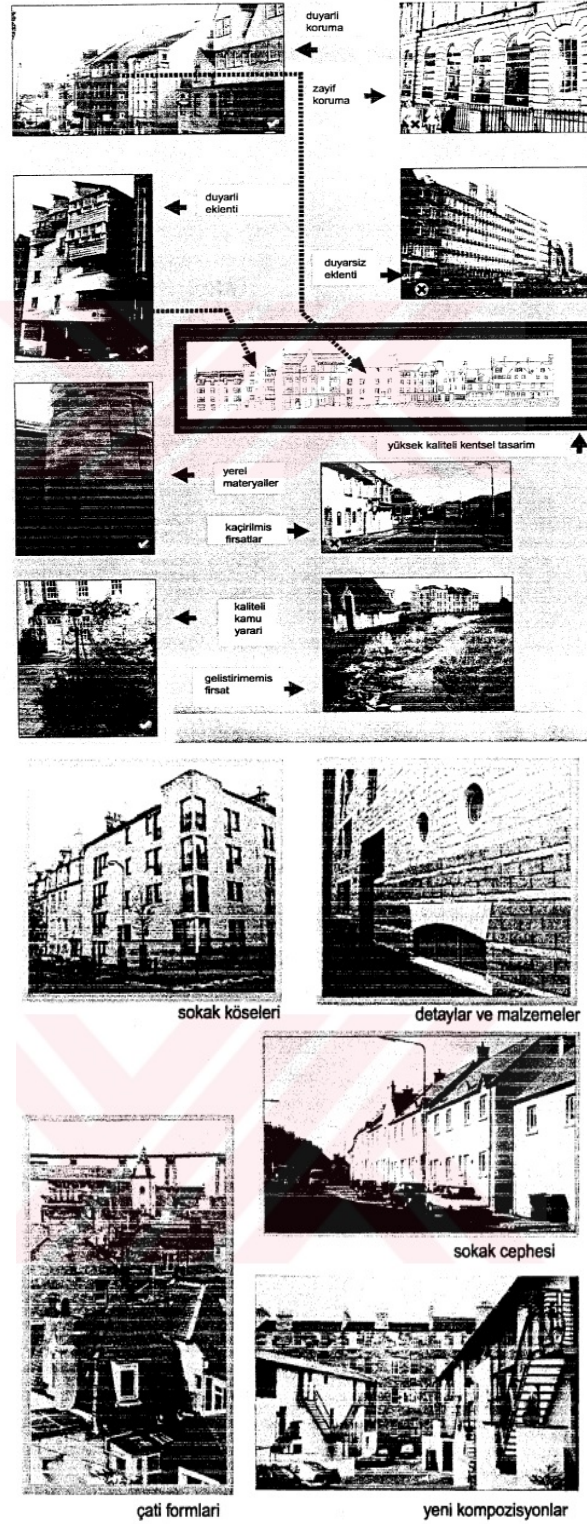 duyarli
koruma
zayif
koruma
duyarli
eklenti
duyarsiz
eklenti
yüksek kaliteli kentsel tasarim
yerel
materyaller
kaçirilmis
firsatlar
kaliteli
kamu
yarari
gelistirimemis
firsat
sokak köseleri
detaylar ve malzemeler
sokak cephesi
çati formlari
yeni kompozisyonlar